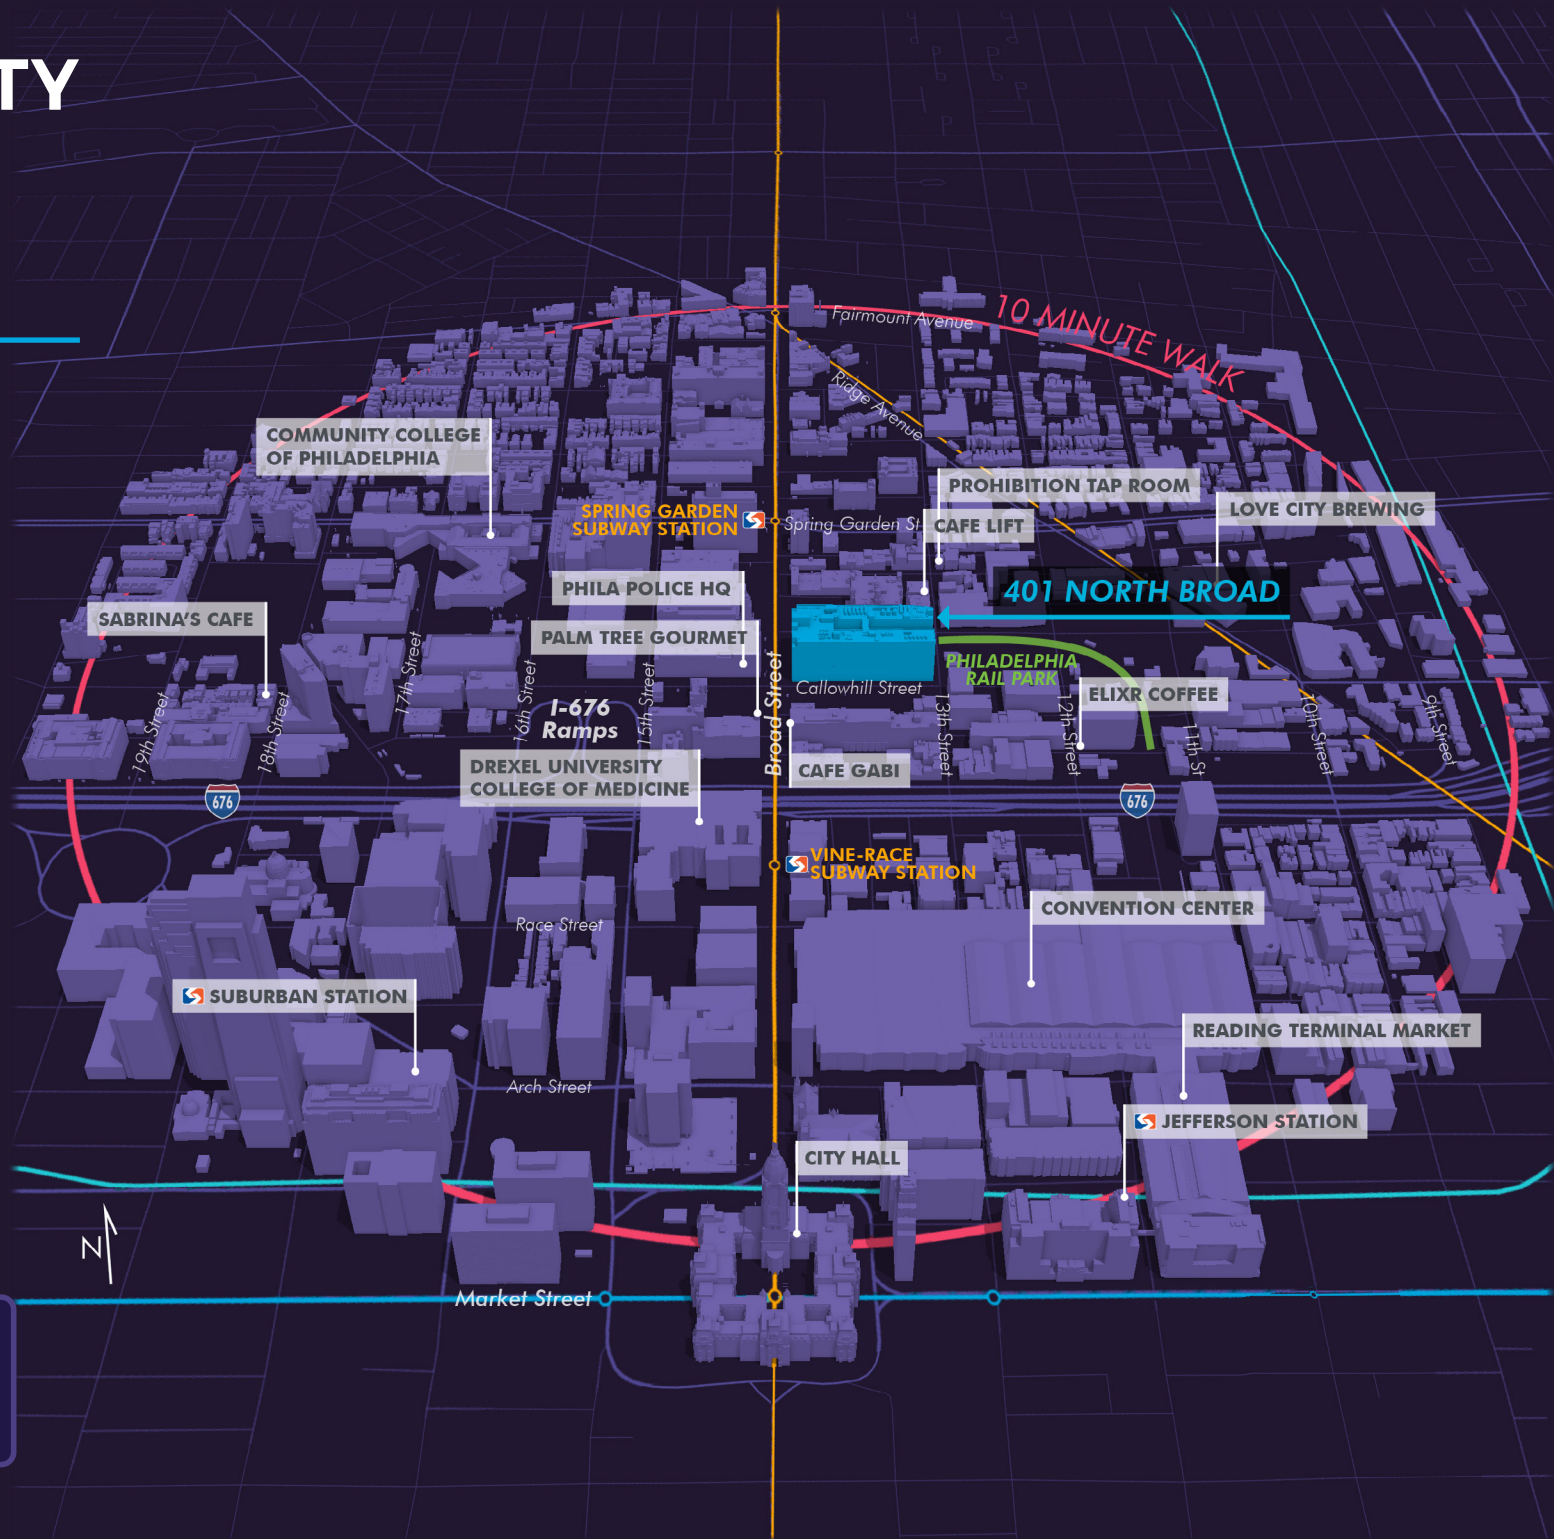 TY
10 MINUTE WALK
Fairmount Avenue
Ridge Avenue
COMMUNITY COLLEGE
OF PHILADELPHIA
PROHIBITION TAP ROOM
LOVE CITY BREWING
SPRING GARDEN
SUBWAY STATION
Spring Garden St
CAFE LIFT
PHILA POLICE HQ
401 NORTH BROAD
SABRINA'S CAFE
PALM TREE GOURMET
PHILADELPHIA
RAIL PARK
Callowhill Street
ELIXR COFFEE
19th Street
18th Street
17th Street
16th Street
15th Street
Broad Street
13th Street
12th Street
11th St
10th Street
9th Street
I-676
Ramps
DREXEL UNIVERSITY
COLLEGE OF MEDICINE
CAFE GABI
676
676
VINE-RACE
SUBWAY STATION
CONVENTION CENTER
Race Street
SUBURBAN STATION
READING TERMINAL MARKET
Arch Street
JEFFERSON STATION
CITY HALL
N
Market Street